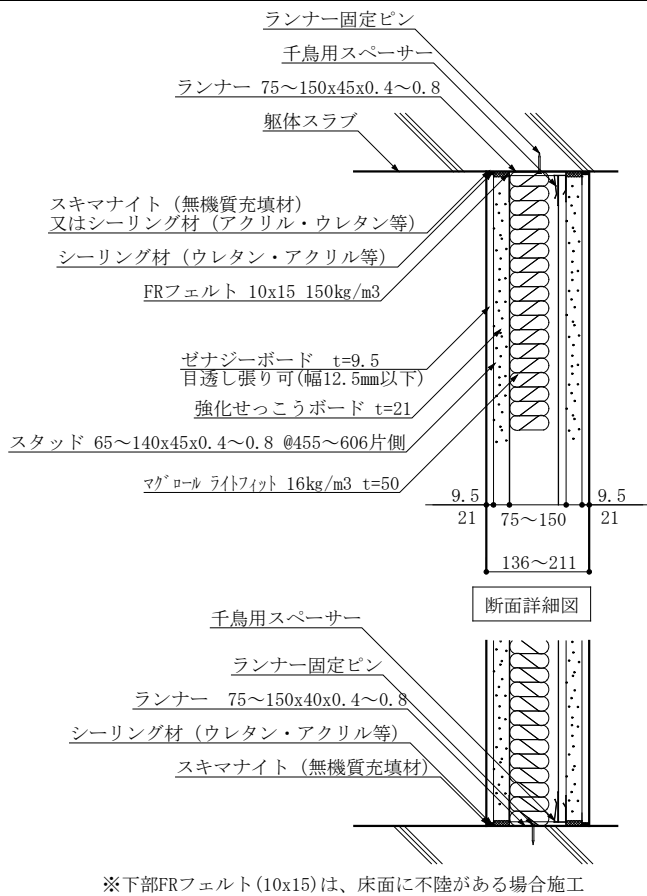 ランナー固定ピン
千鳥用スペーサー
ランナー 75～150x45x0.4～0.8
躯体スラブ
スキマナイト（無機質充填材）
又はシーリング材（アクリル・ウレタン等）
シーリング材（ウレタン・アクリル等）
FRフェルト 10x15 150kg/m3
ゼナジーボード t=9.5
目透し張り可(幅12.5mm以下)
強化せっこうボード t=21
スタッド 65～140x45x0.4～0.8 @455～606片側
ﾏｸﾞﾛｰﾙ ﾗｲﾄﾌｨｯﾄ 16kg/m3 t=50
9.5 9.5
21 75～150 21
136～211
断面詳細図
千鳥用スペーサー
ランナー固定ピン
ランナー 75～150x40x0.4～0.8
シーリング材（ウレタン・アクリル等）
スキマナイト（無機質充填材）
※下部FRフェルト(10x15)は、床面に不陸がある場合施工